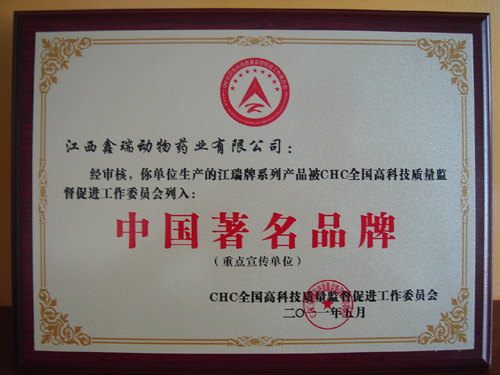 江西鑫瑞动物药业有限公司：
经审核，你单位生产的江瑞牌系列产品被CHC全国高科技质量监
督促进工作委员会列入：
中国著名品牌
（重点宣传单位）
CHC全国高科技质量监督促进工作委员会
二〇一一年五月